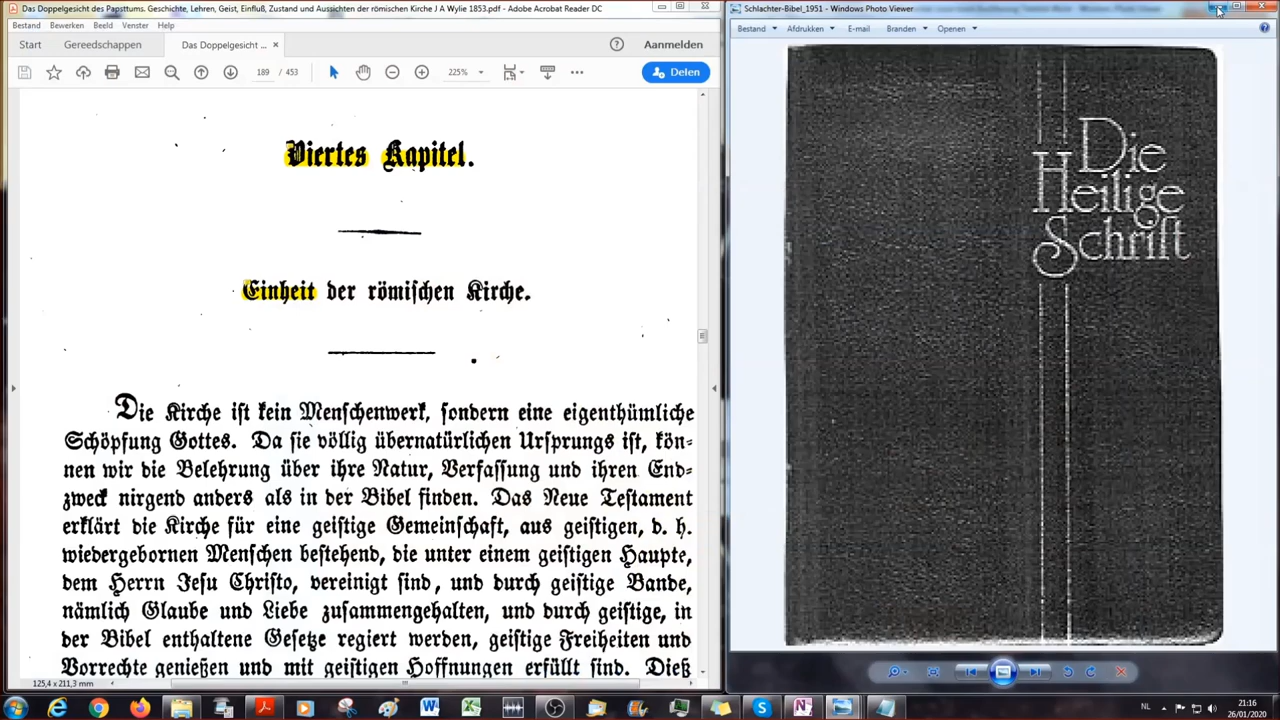 Das Doppelgesicht des Papsttums. Geschichte, Lehren, Geist, Einfluß, Zustand und Aussichten der römischen Kirche J A Wylie 1853.pdf - Adobe Acrobat Reader DC
Bestand Bewerken Beeld Venster Help
Start Gereedschappen Das Doppelgesicht ... × Anmelden
189 / 453 225% Delen
Viertes Kapitel.
Einheit der römischen Kirche.
Die Kirche ist kein Menschenwerk, sondern eine eigenthümliche
Schöpfung Gottes. Da sie völlig übernatürlichen Ursprungs ist, kön-
nen wir die Belehrung über ihre Natur, Verfassung und ihren End-
zweck nirgend anders als in der Bibel finden. Das Neue Testament
erklärt die Kirche für eine geistige Gemeinschaft, aus geistigen, d. h.
wiedergebornen Menschen bestehend, die unter einem geistigen Haupte,
dem Herrn Jesu Christo, vereinigt sind, und durch geistige Bande,
nämlich Glaube und Liebe zusammengehalten, und durch geistige, in
der Bibel enthaltene Gesetze regiert werden, geistige Freiheiten und
Vorrechte genießen und mit geistigen Hoffnungen erfüllt sind. Dieß
125,4 x 211,3 mm
Schlachter-Bibel_1951 - Windows Photo Viewer
Bestand Afdrukken E-mail Branden Openen
Die
Heilige
Schrift
NL 21:16
26/01/2020